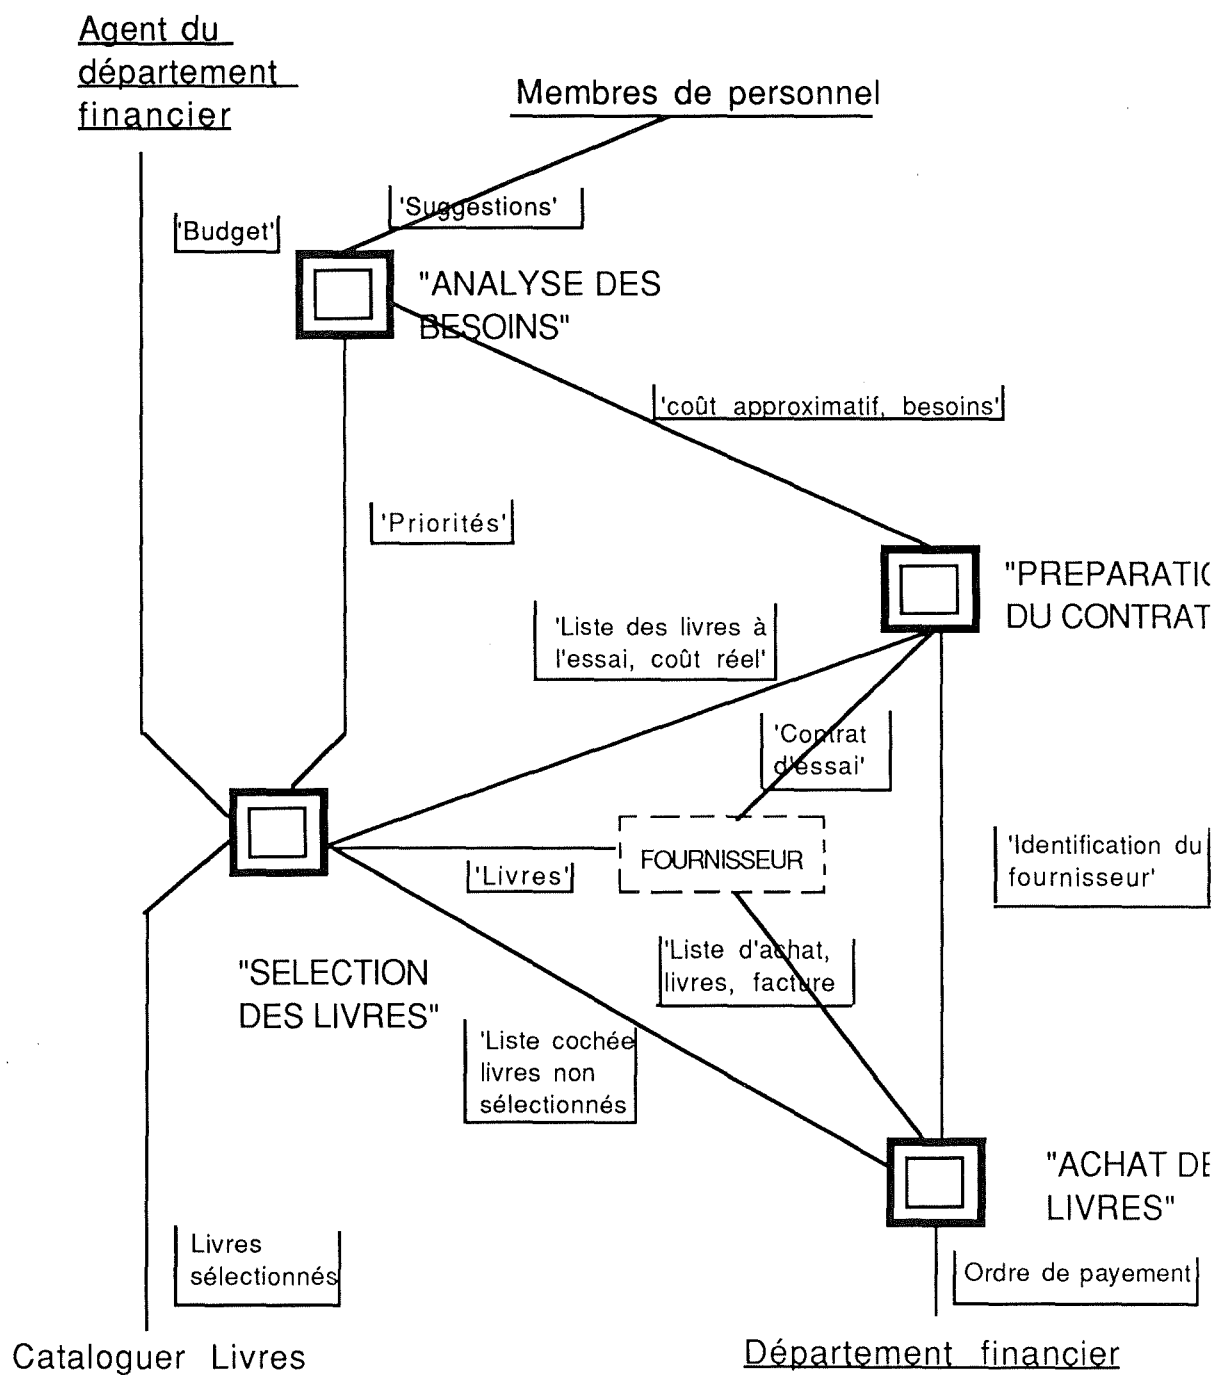 Agent du
département
financier
Membres de personnel
'Suggestions'
'Budget'
"ANALYSE DES
BESOINS"
'coût approximatif, besoins'
'Priorités'
"PREPARATIO
DU CONTRAT
'Liste des livres à
l'essai, coût réel'
'Contrat
d'essai'
'Identification du
fournisseur'
FOURNISSEUR
'Livres'
'Liste d'achat,
livres, facture
"SELECTION
DES LIVRES"
'Liste cochée
livres non
sélectionnés
"ACHAT DE
LIVRES"
Livres
sélectionnés
Ordre de payement
Cataloguer Livres
Département financier